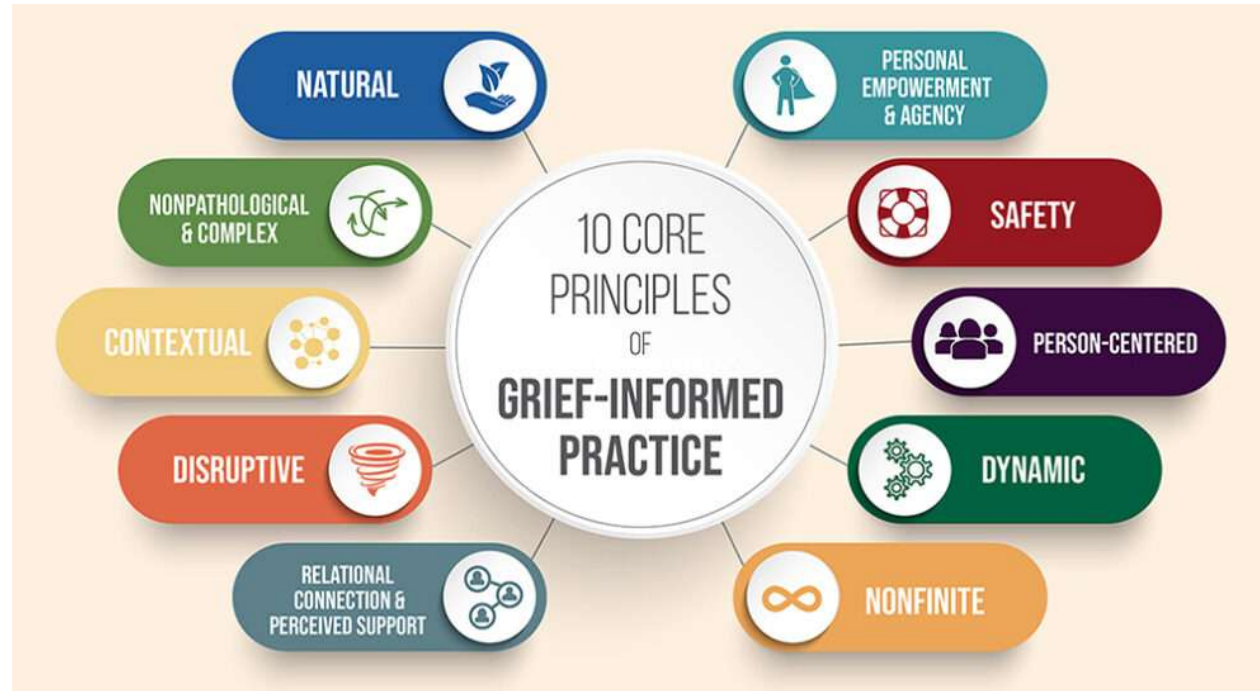 NATURAL
NONPATHOLOGICAL
& COMPLEX
CONTEXTUAL
DISRUPTIVE
RELATIONAL
CONNECTION &
PERCEIVED SUPPORT
10 CORE
PRINCIPLES
OF
GRIEF-INFORMED
PRACTICE
PERSONAL
EMPOWERMENT
& AGENCY
SAFETY
PERSON-CENTERED
DYNAMIC
NONFINITE